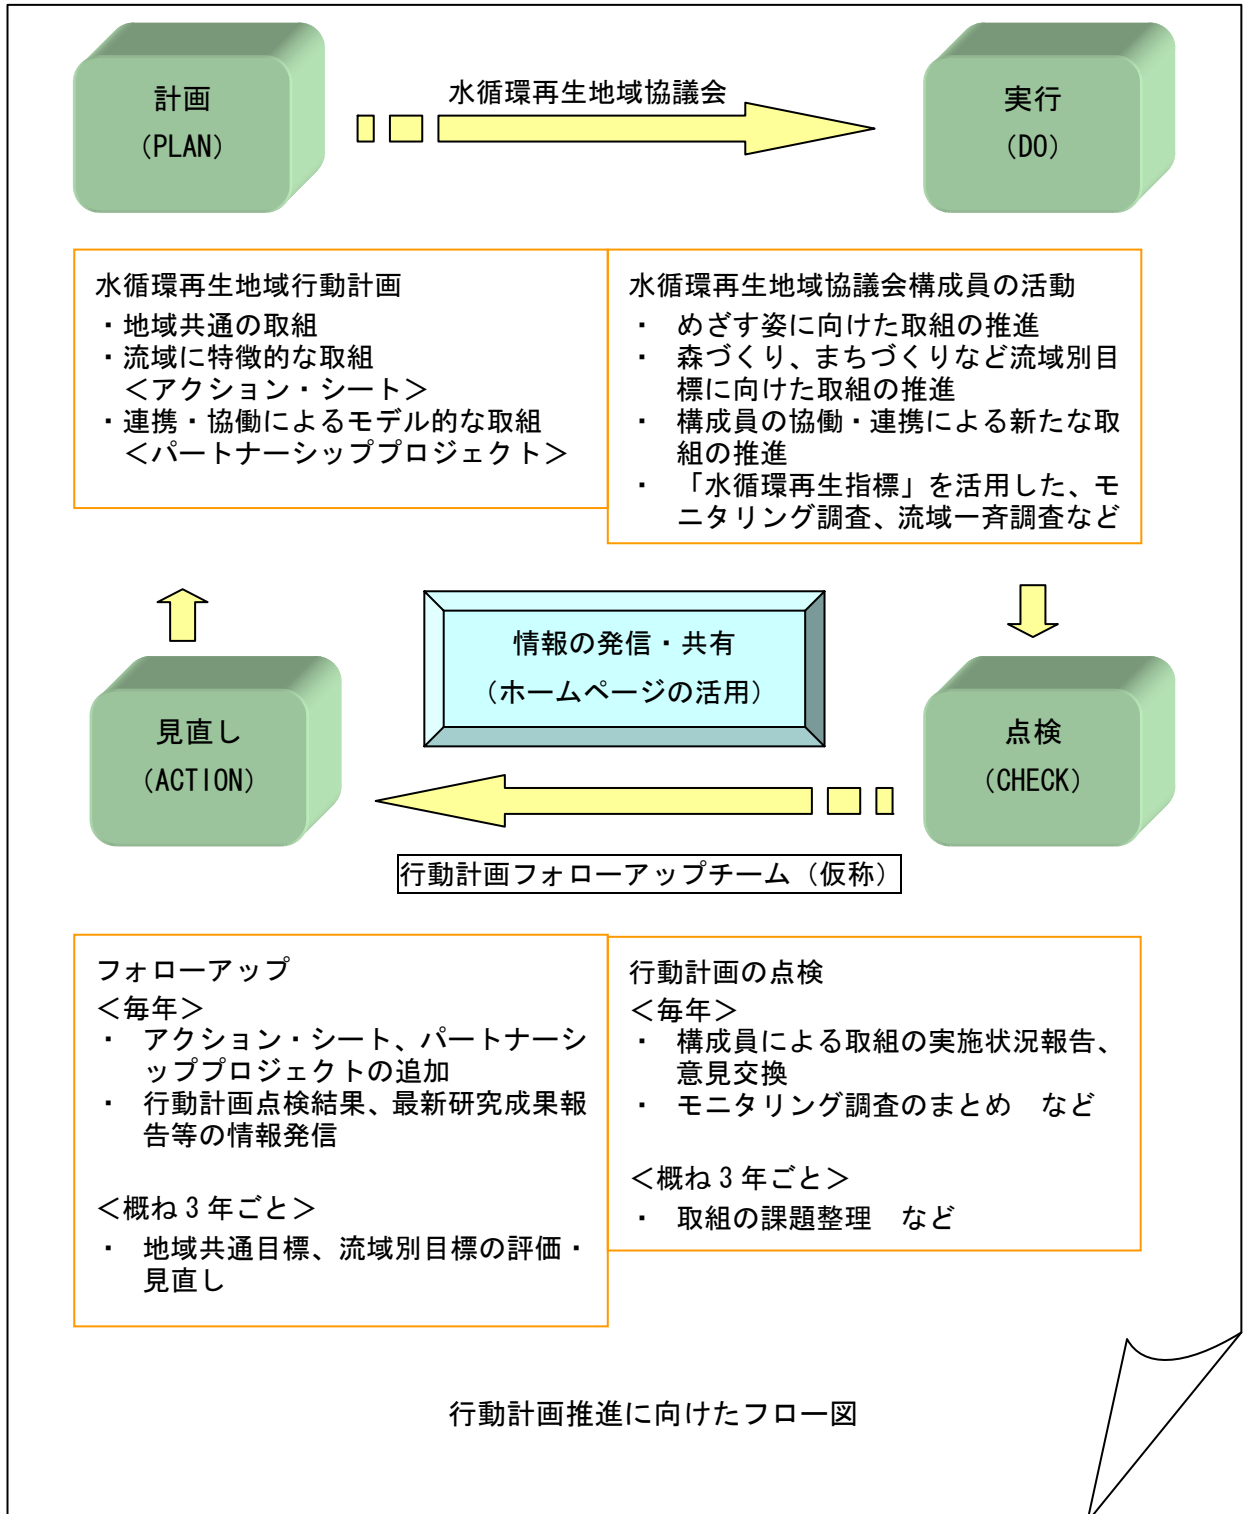 計画
(PLAN)
水循環再生地域協議会
実行
(DO)
水循環再生地域行動計画
・地域共通の取組
・流域に特徴的な取組
＜アクション・シート＞
・連携・協働によるモデル的な取組
＜パートナーシッププロジェクト＞
水循環再生地域協議会構成員の活動
・ めざす姿に向けた取組の推進
・ 森づくり、まちづくりなど流域別目
標に向けた取組の推進
・ 構成員の協働・連携による新たな取
組の推進
・ 「水循環再生指標」を活用した、モ
ニタリング調査、流域一斉調査など
情報の発信・共有
（ホームページの活用）
見直し
(ACTION)
点検
(CHECK)
行動計画フォローアップチーム（仮称）
フォローアップ
＜毎年＞
・ アクション・シート、パートナーシ
ッププロジェクトの追加
・ 行動計画点検結果、最新研究成果報
告等の情報発信
＜概ね３年ごと＞
・ 地域共通目標、流域別目標の評価・
見直し
行動計画の点検
＜毎年＞
・ 構成員による取組の実施状況報告、
意見交換
・ モニタリング調査のまとめ　など
＜概ね３年ごと＞
・ 取組の課題整理　など
行動計画推進に向けたフロー図